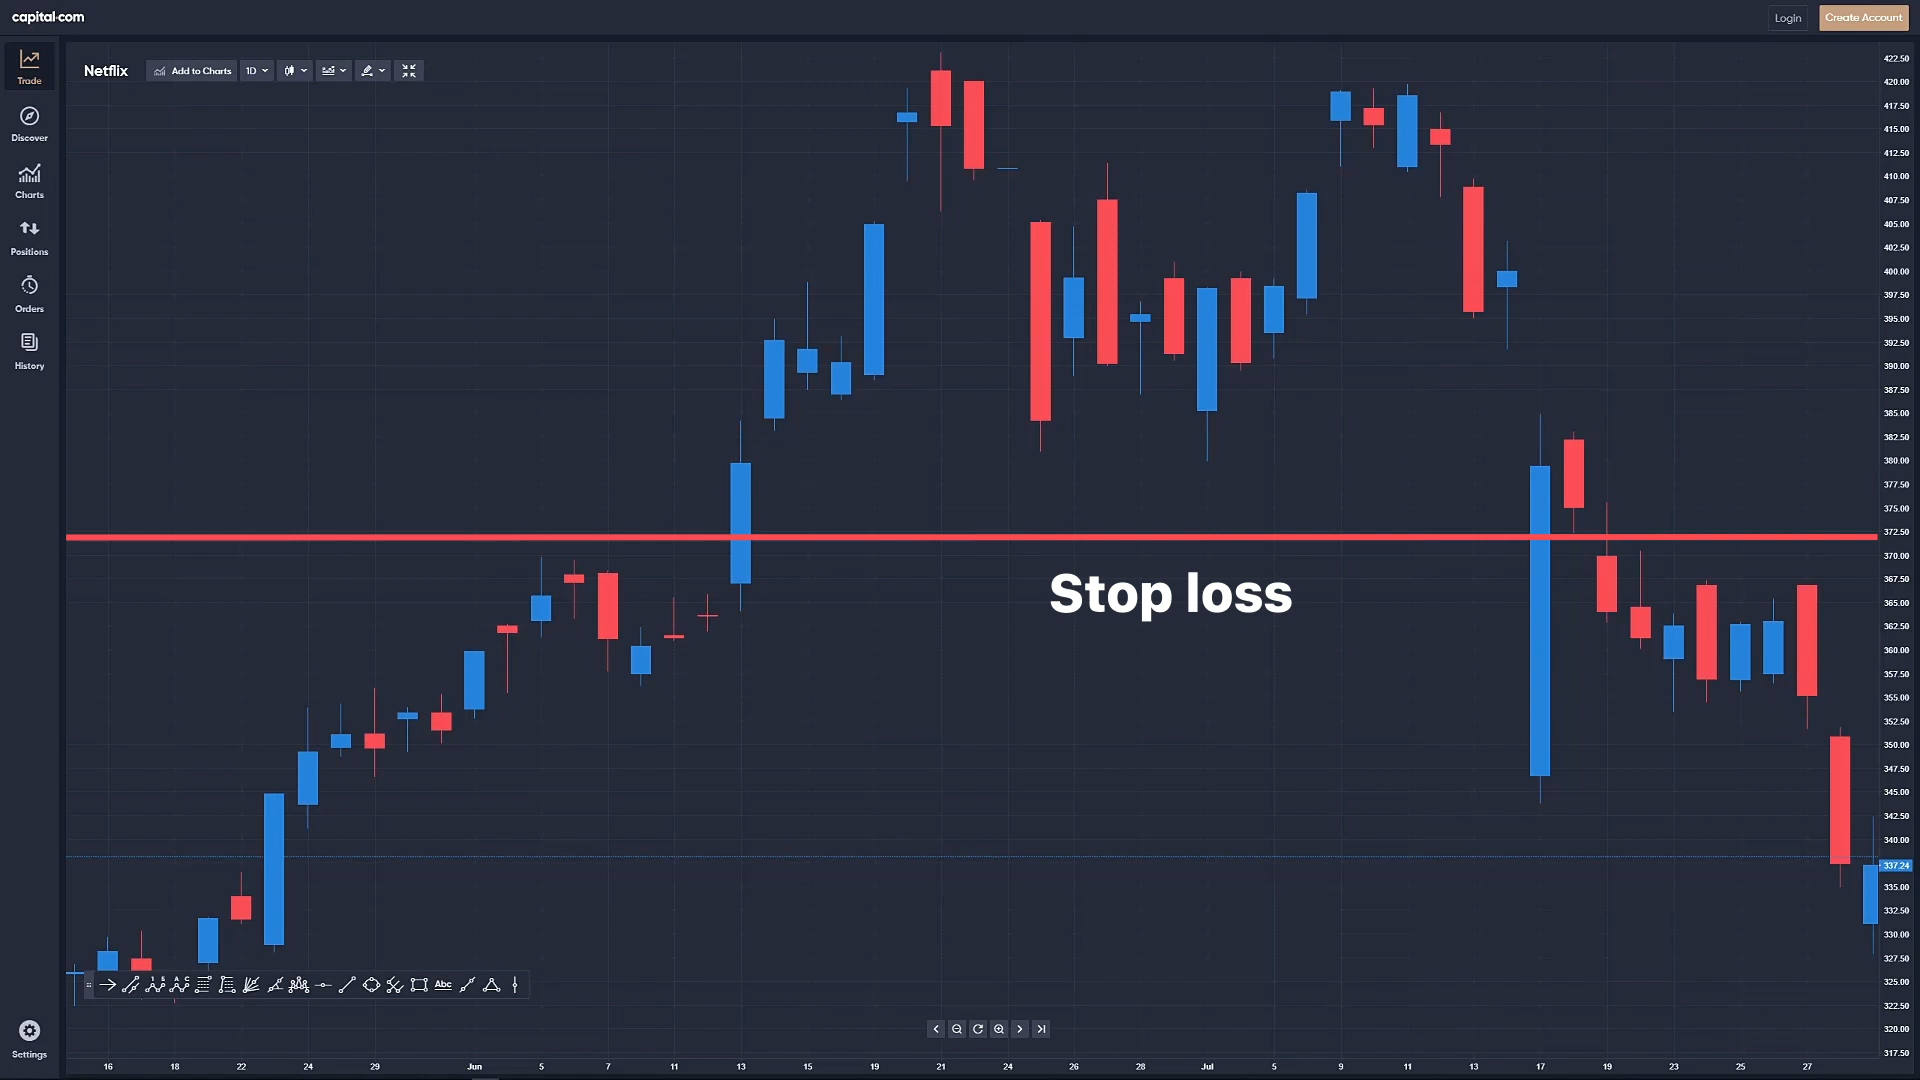 capital.com
Login
Create Account
Trade
Discover
Charts
Positions
Orders
History
Settings
Netflix
Add to Charts
1D
Stop loss
422.50
420.00
417.50
415.00
412.50
410.00
407.50
405.00
402.50
400.00
397.50
395.00
392.50
390.00
387.50
385.00
382.50
380.00
377.50
375.00
372.50
370.00
367.50
365.00
362.50
360.00
357.50
355.00
352.50
350.00
347.50
345.00
342.50
340.00
337.24
335.00
332.50
330.00
327.50
325.00
322.50
320.00
317.50
1 5
A C
Abc
16 18 22 24 29 Jun 5 7 11 13 15 19 21 24 26 28 Jul 5 9 11 13 17 19 23 25 27